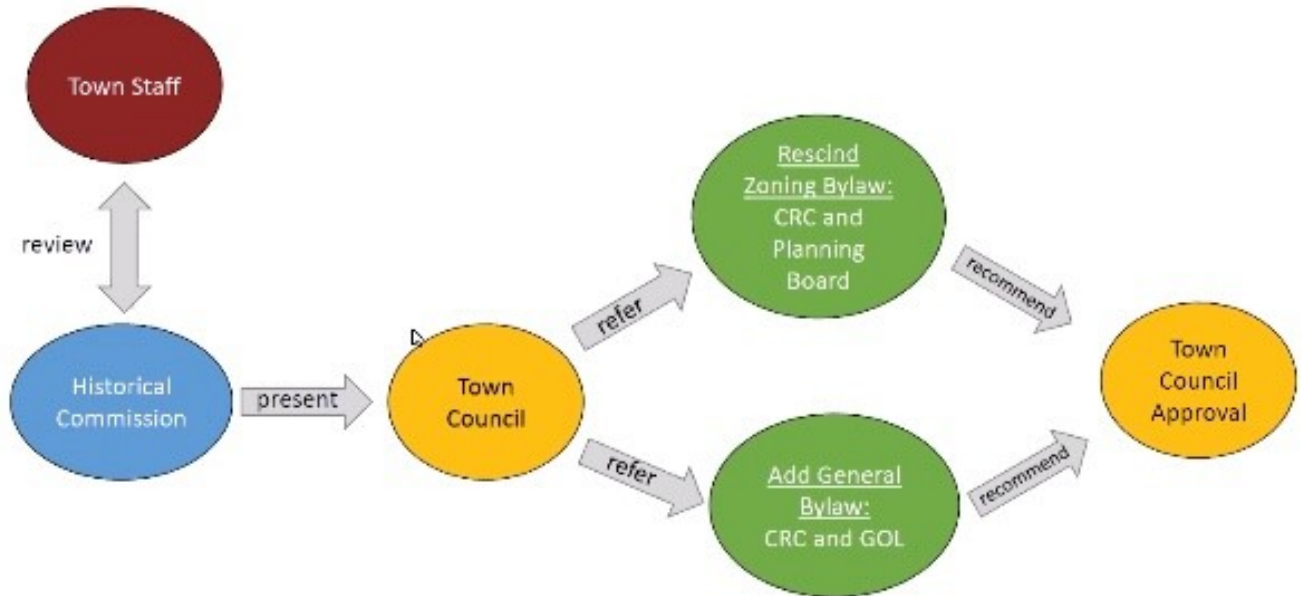 Town Staff
review
Historical
Commission
present
Town
Council
refer
refer
Rescind
Zoning Bylaw:
CRC and
Planning
Board
Add General
Bylaw:
CRC and GOL
recommend
recommend
Town
Council
Approval